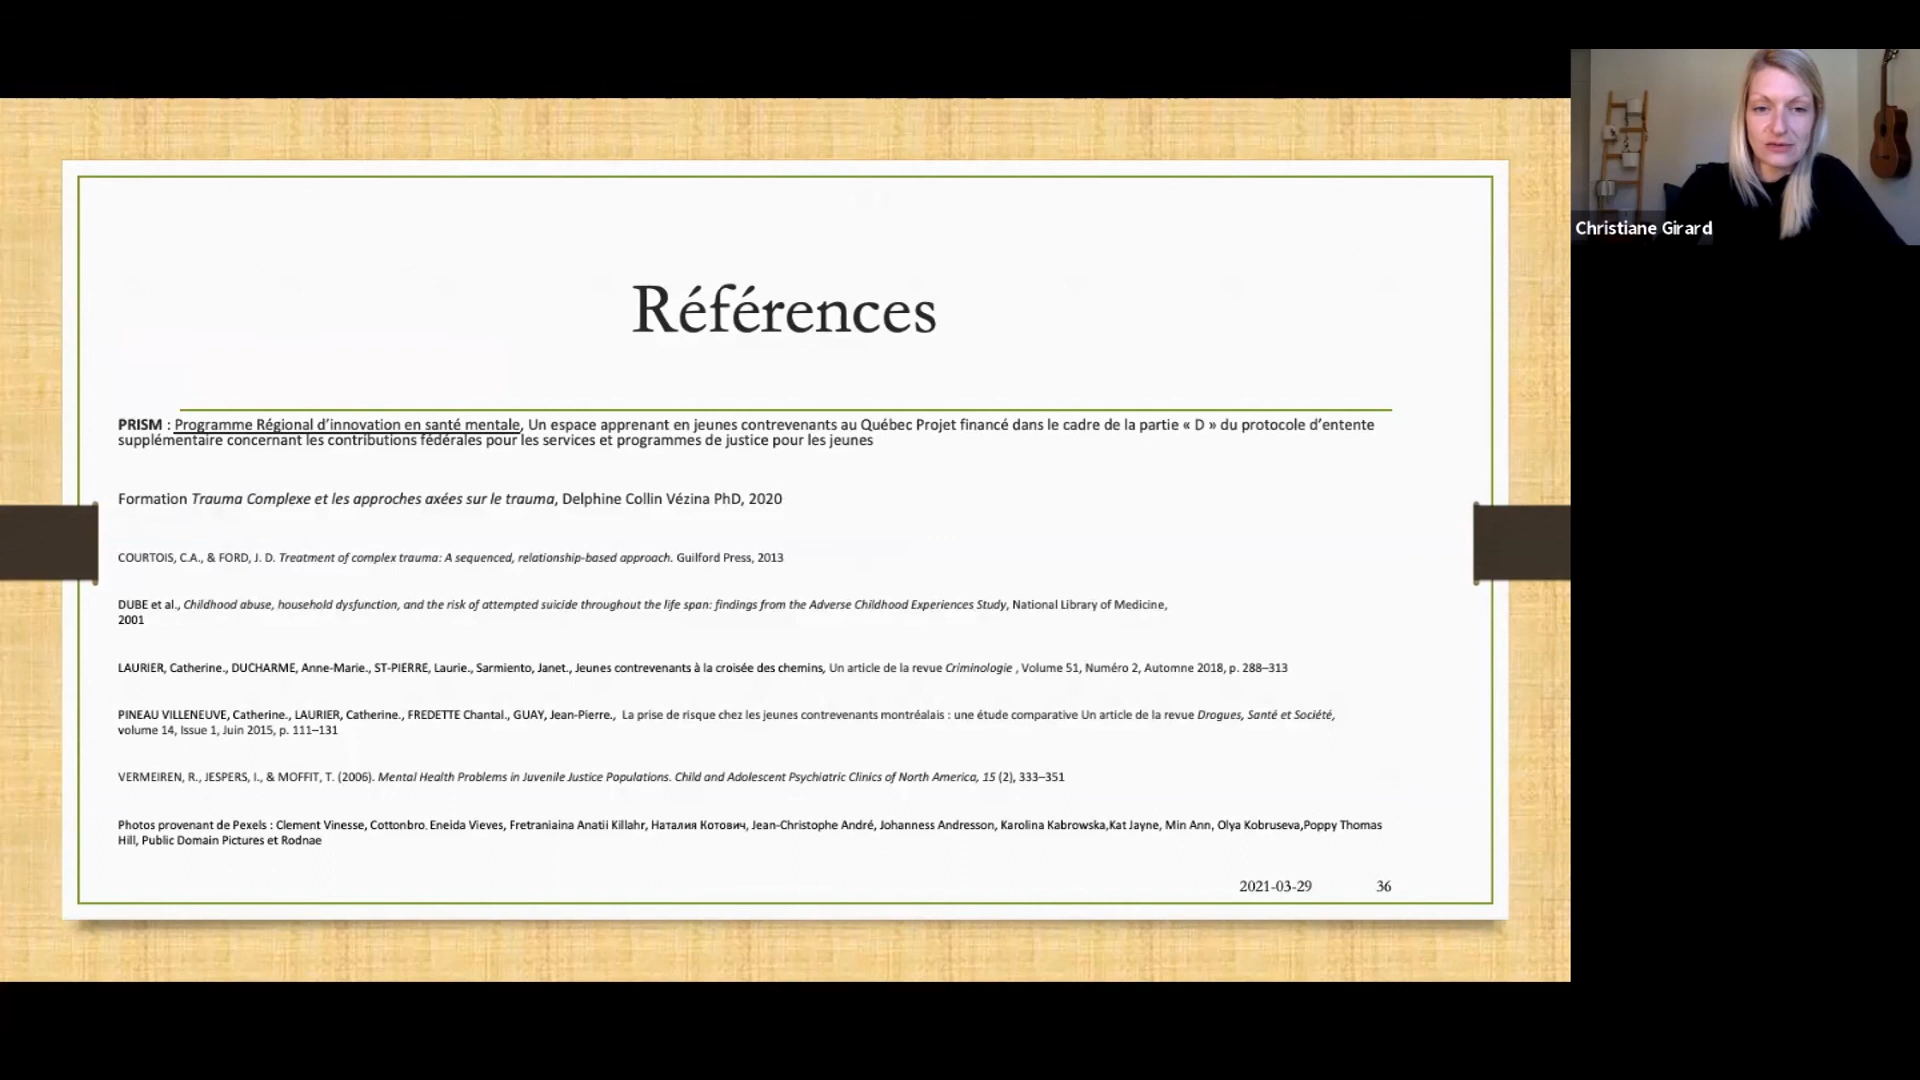 Références
PRISM : Programme Régional d’innovation en santé mentale, Un espace apprenant en jeunes contrevenants au Québec Projet financé dans le cadre de la partie « D » du protocole d’entente
supplémentaire concernant les contributions fédérales pour les services et programmes de justice pour les jeunes
Formation Trauma Complexe et les approches axées sur le trauma, Delphine Collin Vézina PhD, 2020
COURTOIS, C.A., & FORD, J. D. Treatment of complex trauma: A sequenced, relationship-based approach. Guilford Press, 2013
DUBE et al., Childhood abuse, household dysfunction, and the risk of attempted suicide throughout the life span: findings from the Adverse Childhood Experiences Study, National Library of Medicine,
2001
LAURIER, Catherine., DUCHARME, Anne-Marie., ST-PIERRE, Laurie., Sarmiento, Janet., Jeunes contrevenants à la croisée des chemins, Un article de la revue Criminologie , Volume 51, Numéro 2, Automne 2018, p. 288–313
PINEAU VILLENEUVE, Catherine., LAURIER, Catherine., FREDETTE Chantal., GUAY, Jean-Pierre., La prise de risque chez les jeunes contrevenants montréalais : une étude comparative Un article de la revue Drogues, Santé et Société,
volume 14, Issue 1, Juin 2015, p. 111–131
VERMEIREN, R., JESPERS, I., & MOFFIT, T. (2006). Mental Health Problems in Juvenile Justice Populations. Child and Adolescent Psychiatric Clinics of North America, 15 (2), 333–351
Photos provenant de Pexels : Clement Vinesse, Cottonbro, Eneida Vieves, Fretraniaina Anatii Killahr, Наталия Котович, Jean-Christophe André, Johanness Andresson, Karolina Kabrowska,Kat Jayne, Min Ann, Olya Kobruseva,Poppy Thomas
Hill, Public Domain Pictures et Rodnae
2021-03-29 36
Christiane Girard